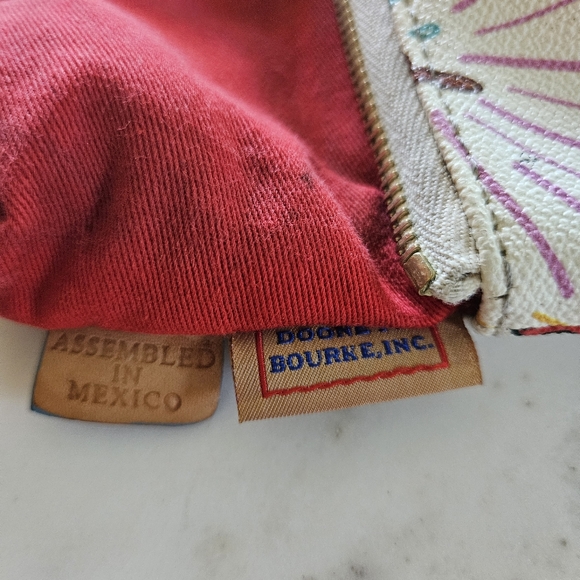 ASSEMBLED
IN
MEXICO
BOURKE, INC.